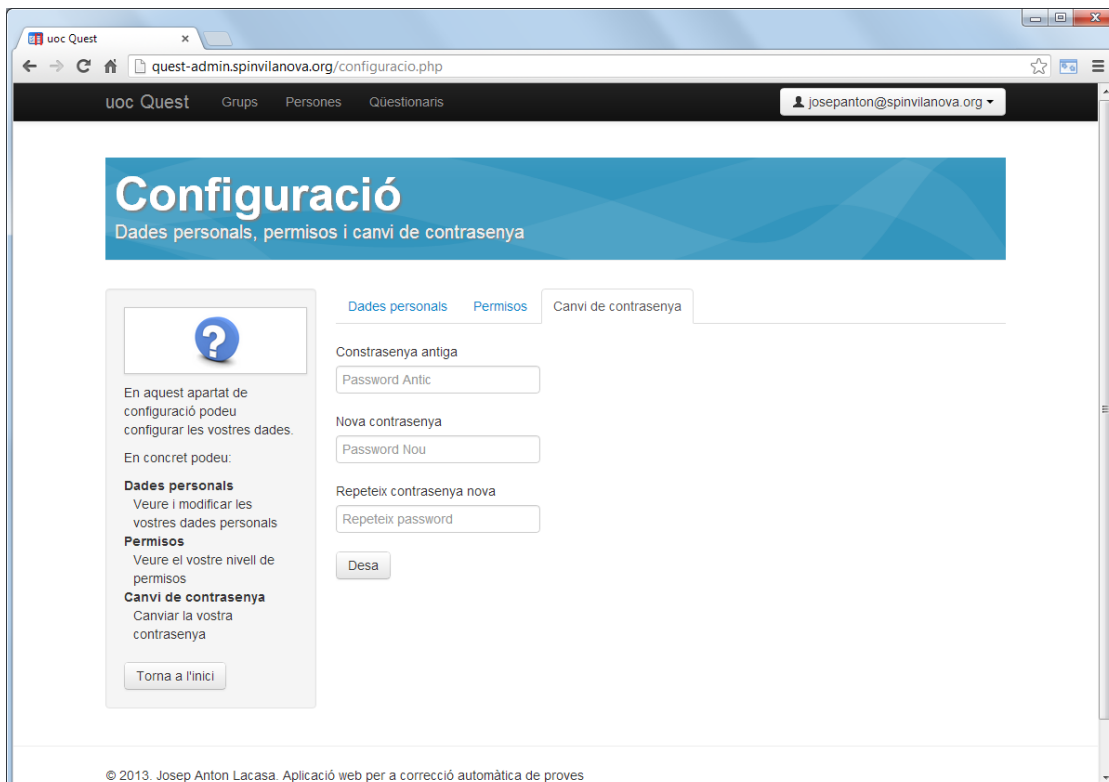 uoc Quest
quest-admin.spinvilanova.org/configuracio.php
uoc Quest Grups Persones Qüestionaris josepanton@spinvilanova.org
Configuració
Dades personals, permisos i canvi de contrasenya
En aquest apartat de
configuració podeu
configurar les vostres dades.
En concret podeu:
Dades personals
Veure i modificar les
vostres dades personals
Permisos
Veure el vostre nivell de
permisos
Canvi de contrasenya
Canviar la vostra
contrasenya
Torna a l'inici
Dades personals Permisos Canvi de contrasenya
Constrasenya antiga
Password Antic
Nova contrasenya
Password Nou
Repeteix contrasenya nova
Repeteix password
Desa
© 2013. Josep Anton Lacasa. Aplicació web per a correcció automàtica de proves